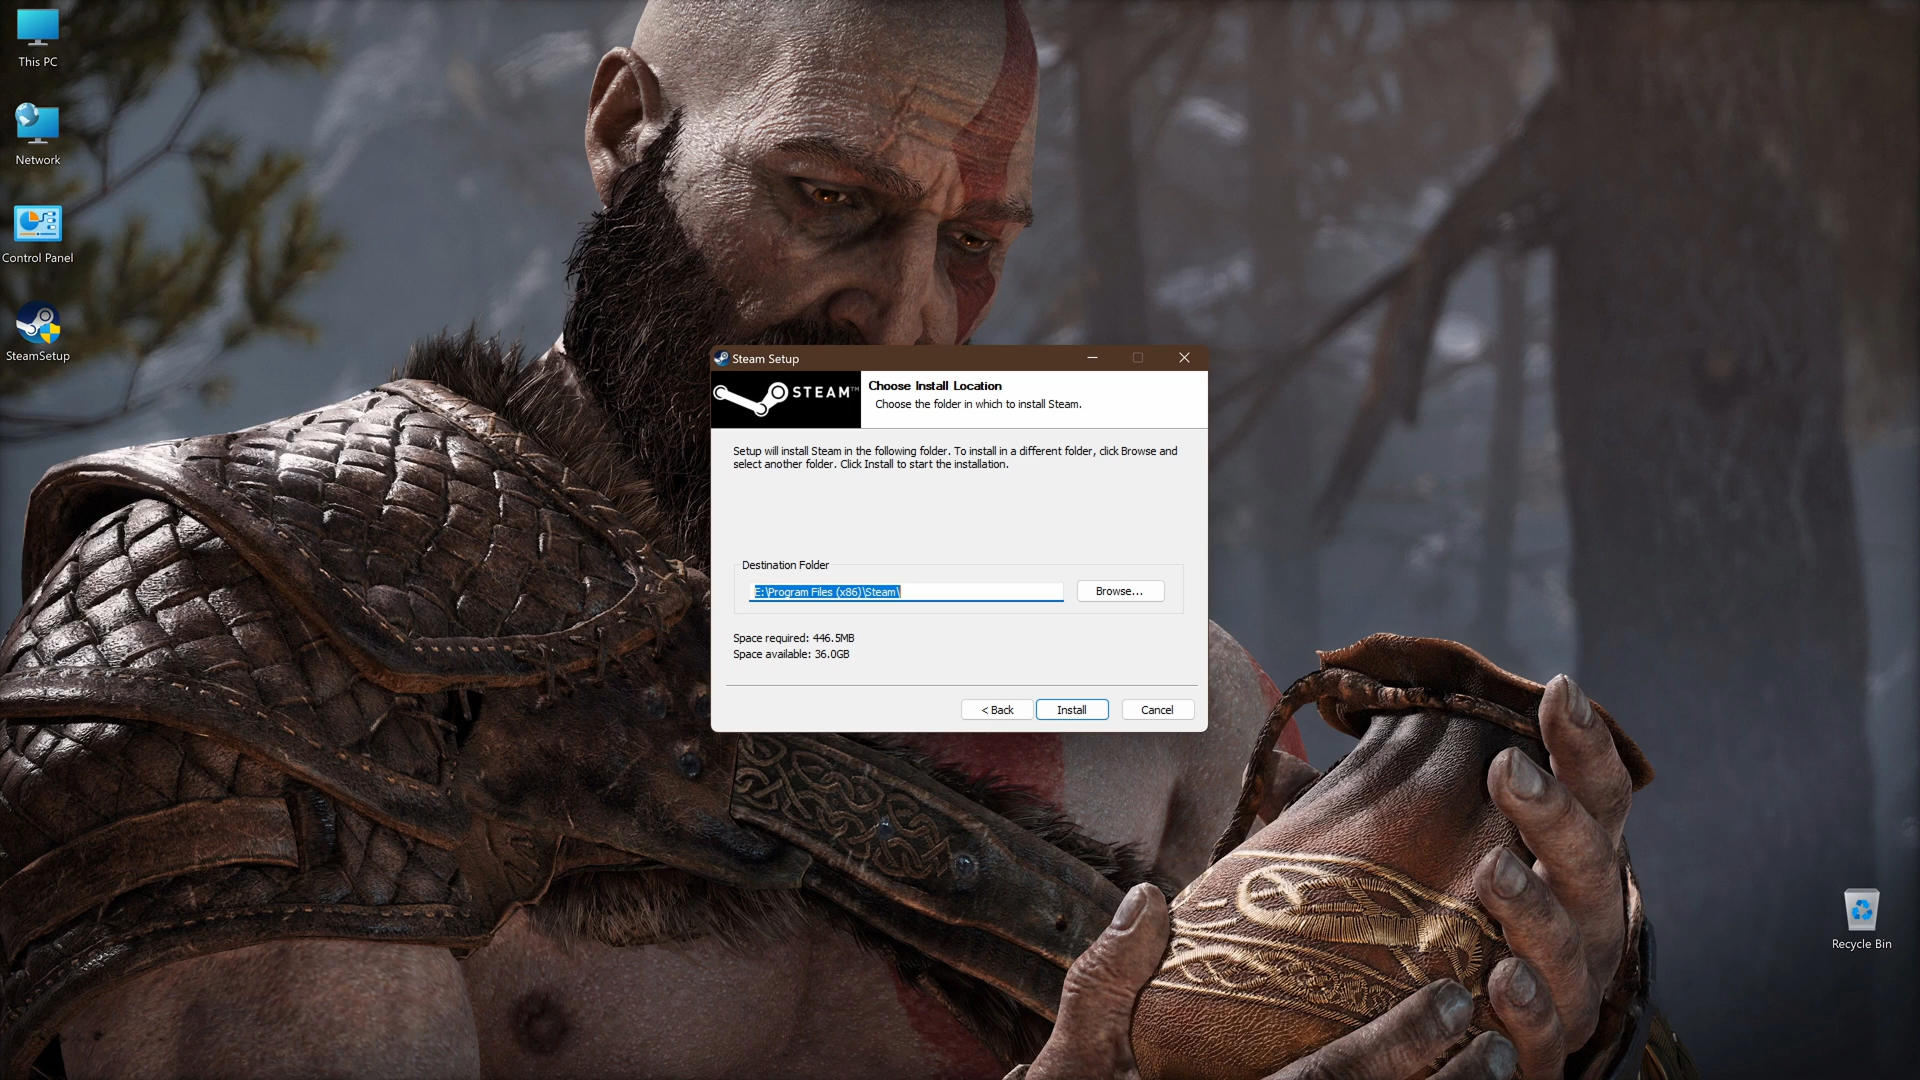 This PC
Network
Control Panel
SteamSetup
Steam Setup
STEAM™
Choose Install Location
Choose the folder in which to install Steam.
Setup will install Steam in the following folder. To install in a different folder, click Browse and
select another folder. Click Install to start the installation.
Destination Folder
E:\Program Files (x86)\Steam\
Browse...
Space required: 446.5MB
Space available: 36.0GB
< Back
Install
Cancel
Recycle Bin